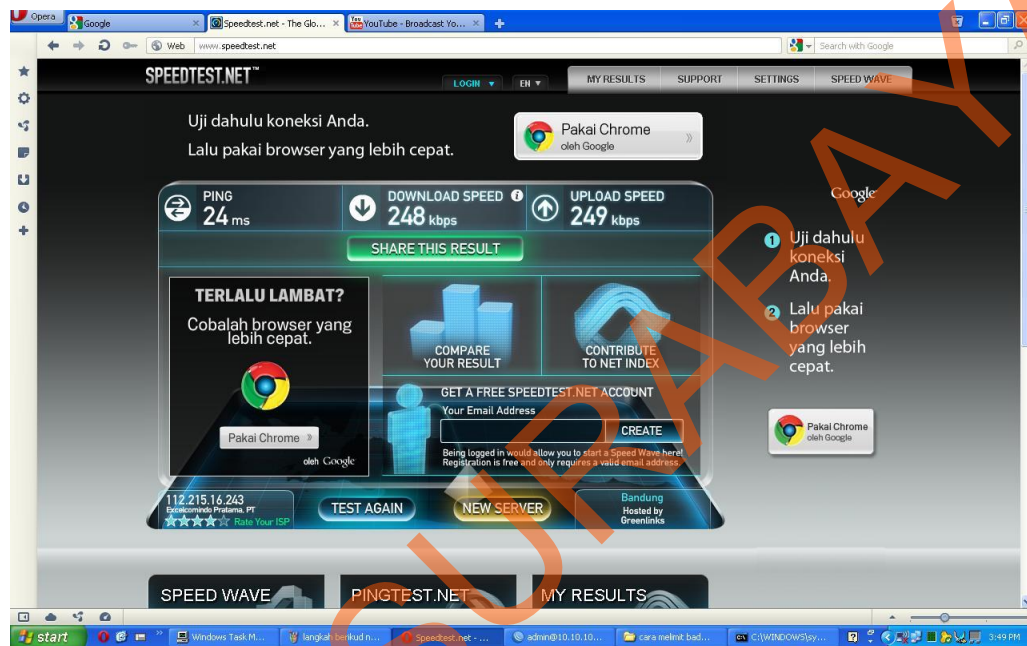 Opera
Google
Speedtest.net - The Glo...
YouTube - Broadcast Yo...
Web
www.speedtest.net
Search with Google
SPEEDTEST.NET™
LOGIN
EN
MY RESULTS
SUPPORT
SETTINGS
SPEED WAVE
Uji dahulu koneksi Anda.
Lalu pakai browser yang lebih cepat.
Pakai Chrome
oleh Google
PING
24 ms
DOWNLOAD SPEED
248 kbps
UPLOAD SPEED
249 kbps
SHARE THIS RESULT
TERLALU LAMBAT?
Cobalah browser yang
lebih cepat.
Pakai Chrome
oleh Google
COMPARE
YOUR RESULT
CONTRIBUTE
TO NET INDEX
GET A FREE SPEEDTEST.NET ACCOUNT
Your Email Address
CREATE
Being logged in would allow you to start a Speed Wave here!
Registration is free and only requires a valid email address.
112.215.16.243
Excelcomindo Pratama, PT
Rate Your ISP
TEST AGAIN
NEW SERVER
Bandung
Hosted by
Greenlinks
Google
1 Uji dahulu
koneksi
Anda.
2 Lalu pakai
browser
yang lebih
cepat.
Pakai Chrome
oleh Google
SPEED WAVE
PINGTEST.NET
MY RESULTS
start
Windows Task M...
langkah berikud n...
Speedtest.net - ...
admin@10.10.10...
cara melimit bad...
C:\WINDOWS\sy...
3:49 PM